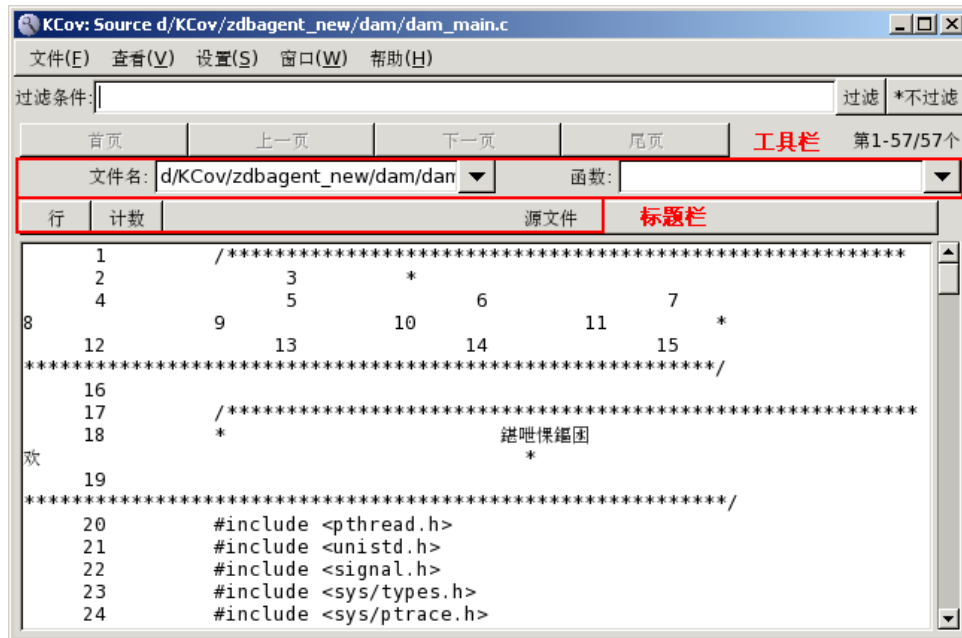 KCov: Source d/KCov/zdbagent_new/dam/dam_main.c
文件(F) 查看(V) 设置(S) 窗口(W) 帮助(H)
过滤条件: 过滤 *不过滤
首页 上一页 下一页 尾页 工具栏 第1-57/57个
文件名: d/KCov/zdbagent_new/dam/dam 函数:
行 计数 源文件 标题栏
1 /*********************************************************
2 3 *
4 5 6 7
8 9 10 11 *
12 13 14 15
**********************************************************/
16
17 /**********************************************************
18 * 鍖呭惈鏂囦
欢 *
19
***********************************************************/
20 #include <pthread.h>
21 #include <unistd.h>
22 #include <signal.h>
23 #include <sys/types.h>
24 #include <sys/ptrace.h>